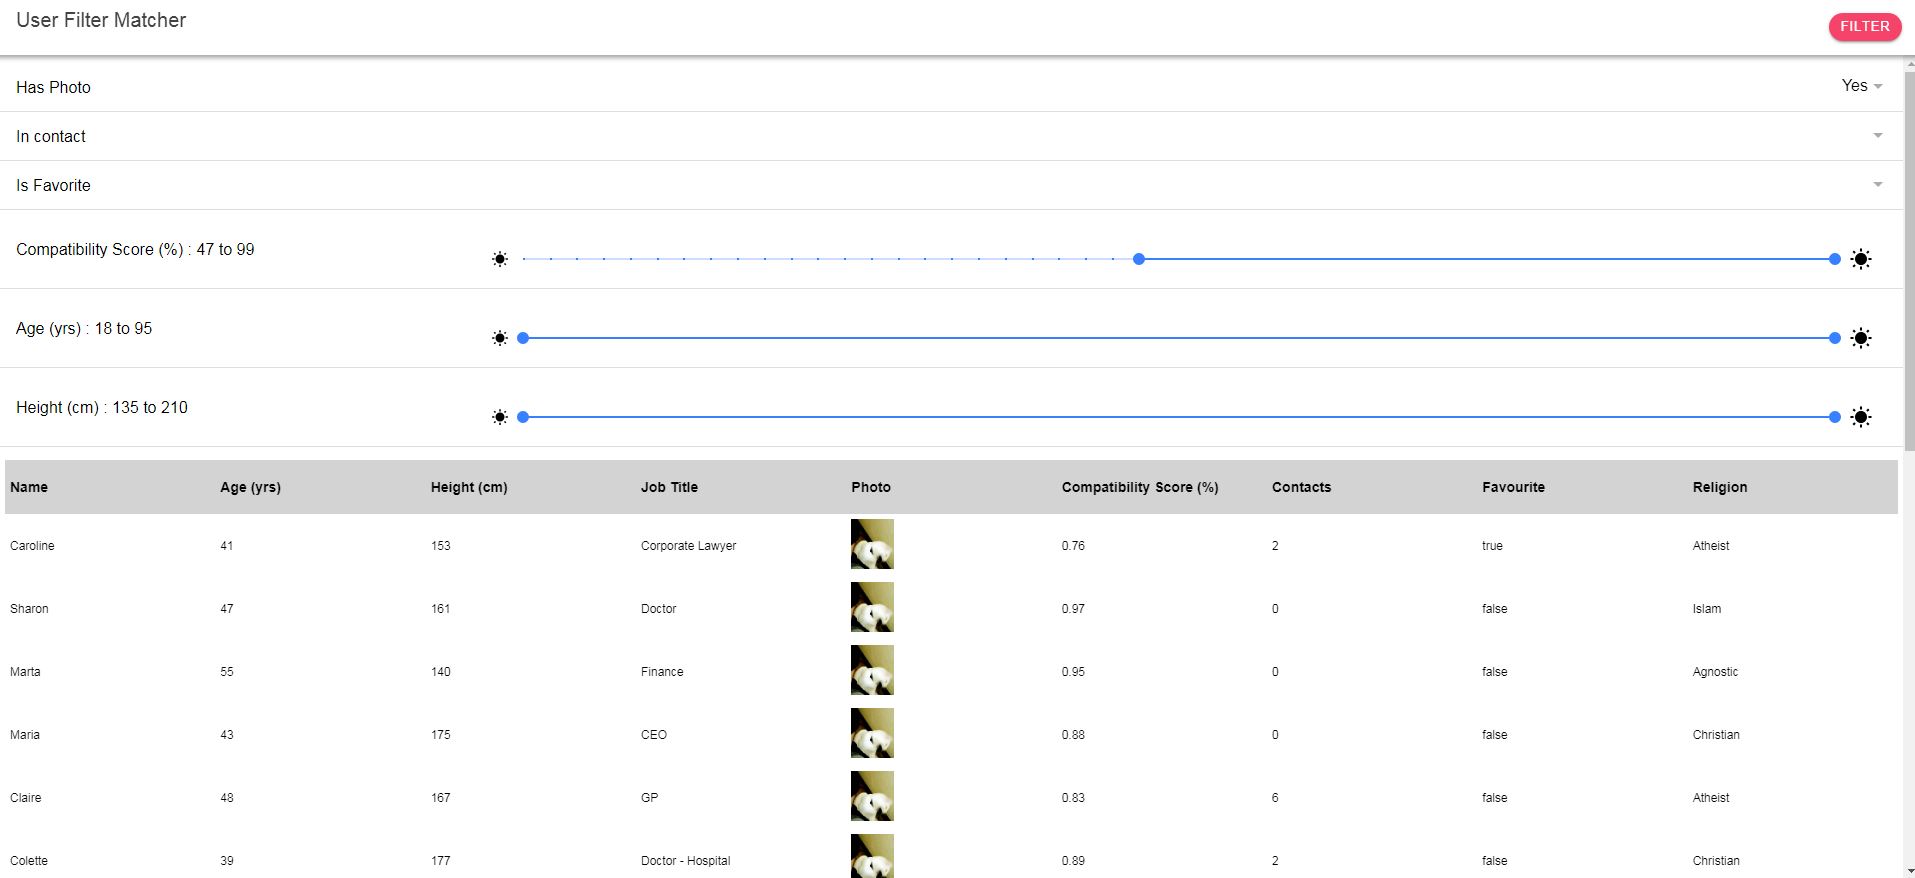 User Filter Matcher
FILTER
Has Photo Yes
In contact
Is Favorite
Compatibility Score (%) : 47 to 99
Age (yrs) : 18 to 95
Height (cm) : 135 to 210
Name Age (yrs) Height (cm) Job Title Photo Compatibility Score (%) Contacts Favourite Religion
Caroline 41 153 Corporate Lawyer 0.76 2 true Atheist
Sharon 47 161 Doctor 0.97 0 false Islam
Marta 55 140 Finance 0.95 0 false Agnostic
Maria 43 175 CEO 0.88 0 false Christian
Claire 48 167 GP 0.83 6 false Atheist
Colette 39 177 Doctor - Hospital 0.89 2 false Christian